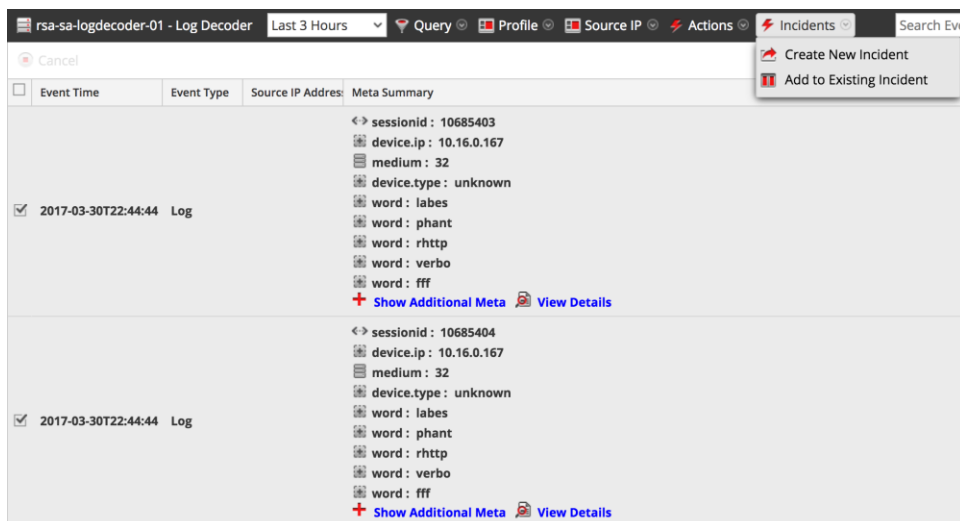 rsa-sa-logdecoder-01 - Log Decoder Last 3 Hours Query Profile Source IP Actions Incidents Search Eve
Cancel
Create New Incident
Add to Existing Incident
Event Time Event Type Source IP Address Meta Summary
sessionid : 10685403
device.ip : 10.16.0.167
medium : 32
device.type : unknown
word : labes
2017-03-30T22:44:44 Log
word : phant
word : rhttp
word : verbo
word : fff
Show Additional Meta View Details
sessionid : 10685404
device.ip : 10.16.0.167
medium : 32
device.type : unknown
word : labes
2017-03-30T22:44:44 Log
word : phant
word : rhttp
word : verbo
word : fff
Show Additional Meta View Details